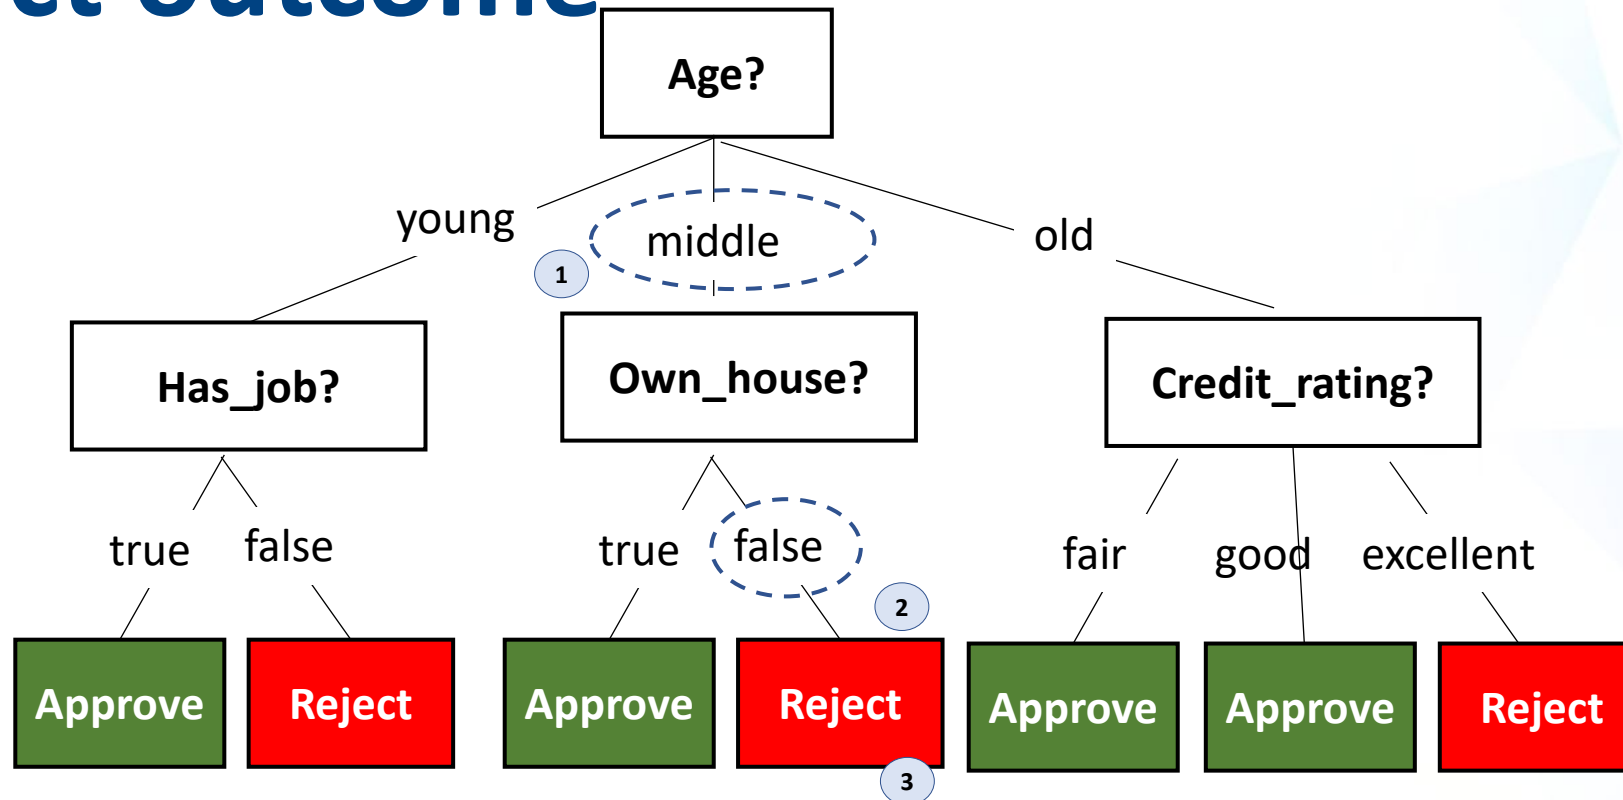 outcome
Age?
young
middle
old
1
Has_job?
Own_house?
Credit_rating?
true
false
true
false
fair
good
excellent
2
Approve
Reject
Approve
Reject
Approve
Approve
Reject
3